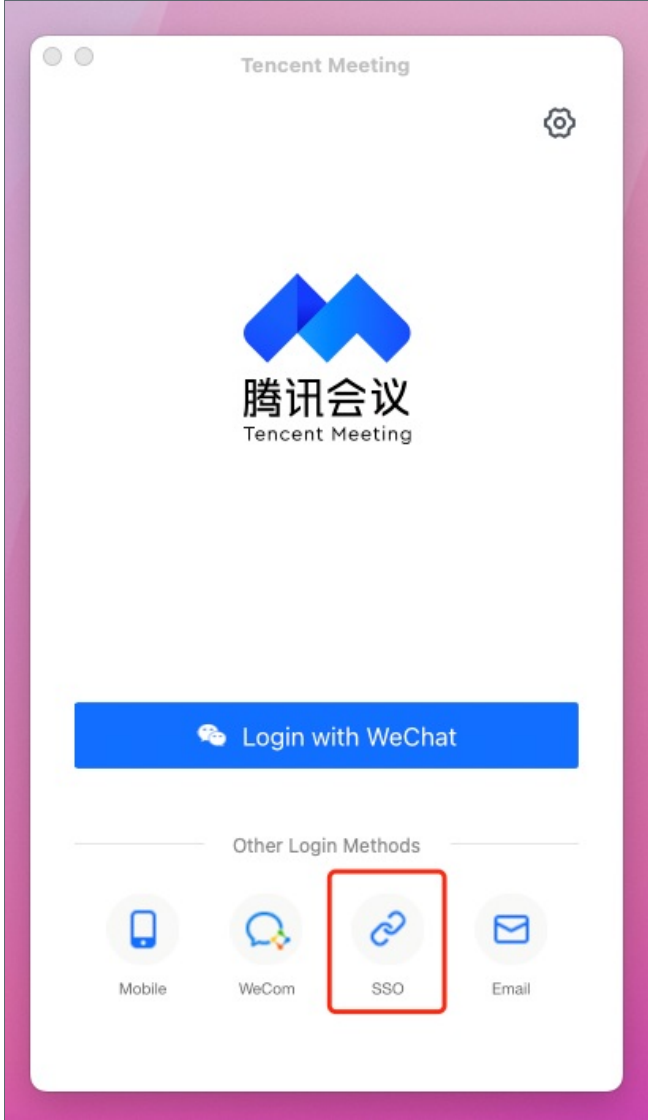 Tencent Meeting
腾讯会议
Tencent Meeting
Login with WeChat
Other Login Methods
Mobile WeCom SSO Email